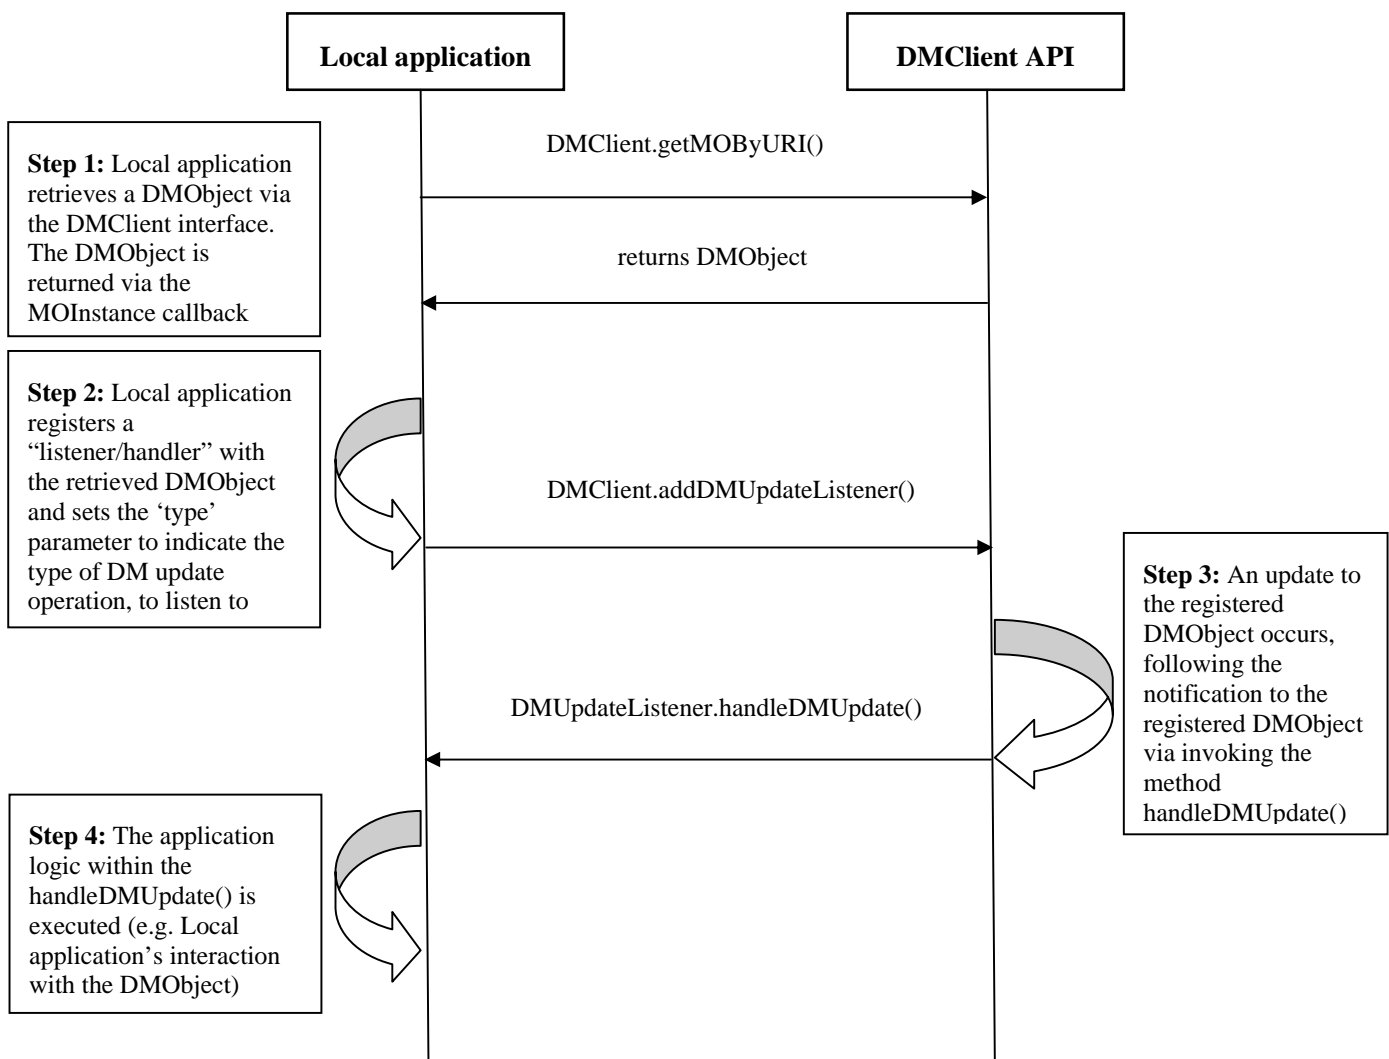 Local application
DMClient API
DMClient.getMOByURI()
Step 1: Local application
retrieves a DMObject via
the DMClient interface.
The DMObject is
returned via the
MOInstance callback
returns DMObject
Step 2: Local application
registers a
“listener/handler” with
the retrieved DMObject
and sets the ‘type’
parameter to indicate the
type of DM update
operation, to listen to
DMClient.addDMUpdateListener()
Step 3: An update to
the registered
DMObject occurs,
following the
notification to the
registered DMObject
via invoking the
method
handleDMUpdate()
DMUpdateListener.handleDMUpdate()
Step 4: The application
logic within the
handleDMUpdate() is
executed (e.g. Local
application’s interaction
with the DMObject)